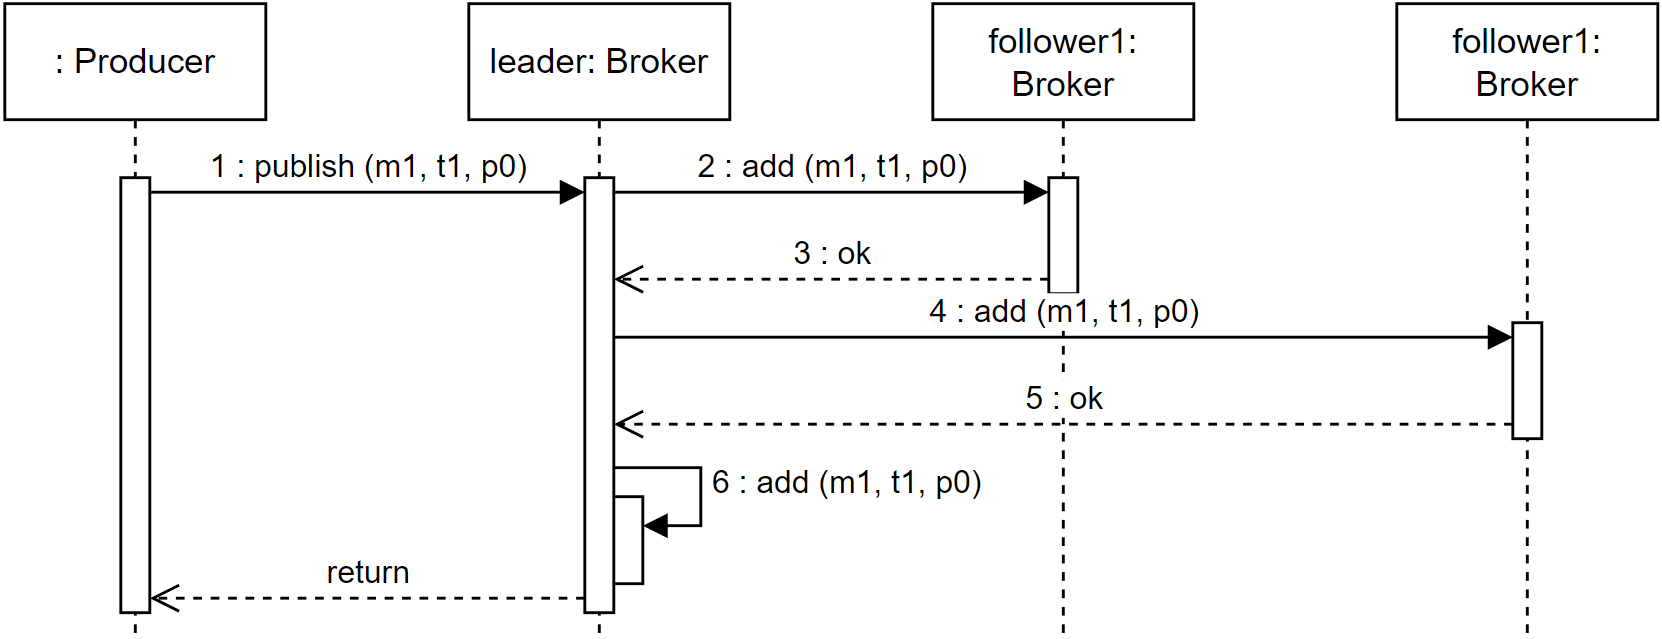 : Producer
leader: Broker
follower1:
Broker
follower1:
Broker
1 : publish (m1, t1, p0)
2 : add (m1, t1, p0)
3 : ok
4 : add (m1, t1, p0)
5 : ok
6 : add (m1, t1, p0)
return